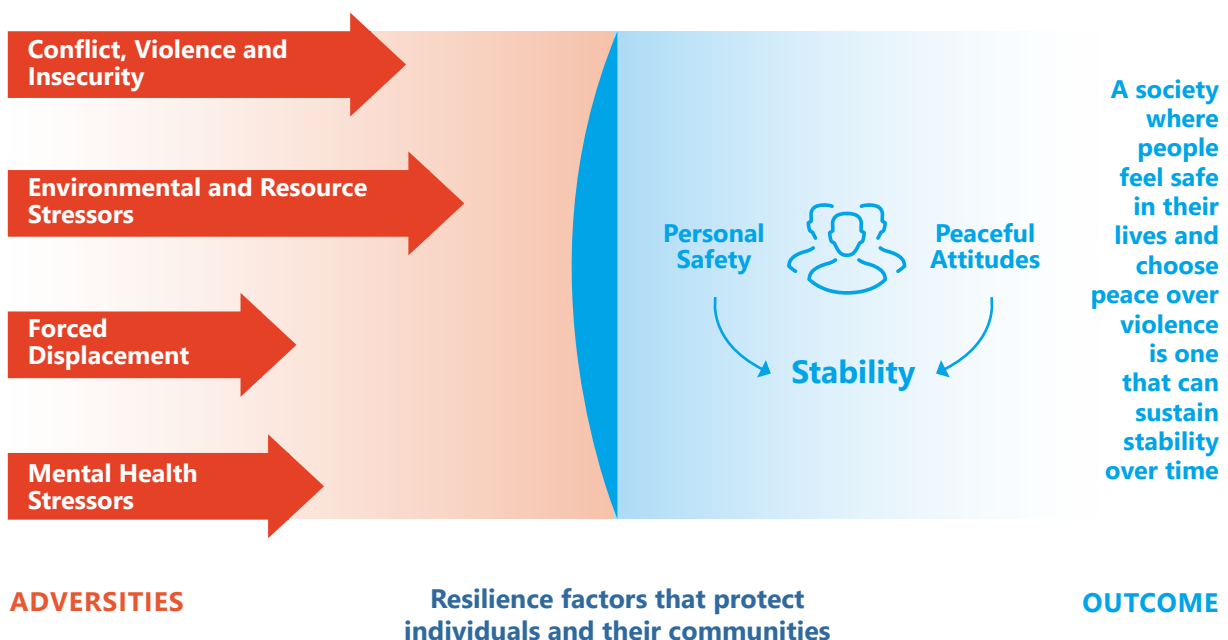 Conflict, Violence and
Insecurity
Environmental and Resource
Stressors
Forced
Displacement
Mental Health
Stressors
Personal
Safety
Peaceful
Attitudes
Stability
A society
where
people
feel safe
in their
lives and
choose
peace over
violence
is one
that can
sustain
stability
over time
ADVERSITIES
Resilience factors that protect
individuals and their communities
OUTCOME